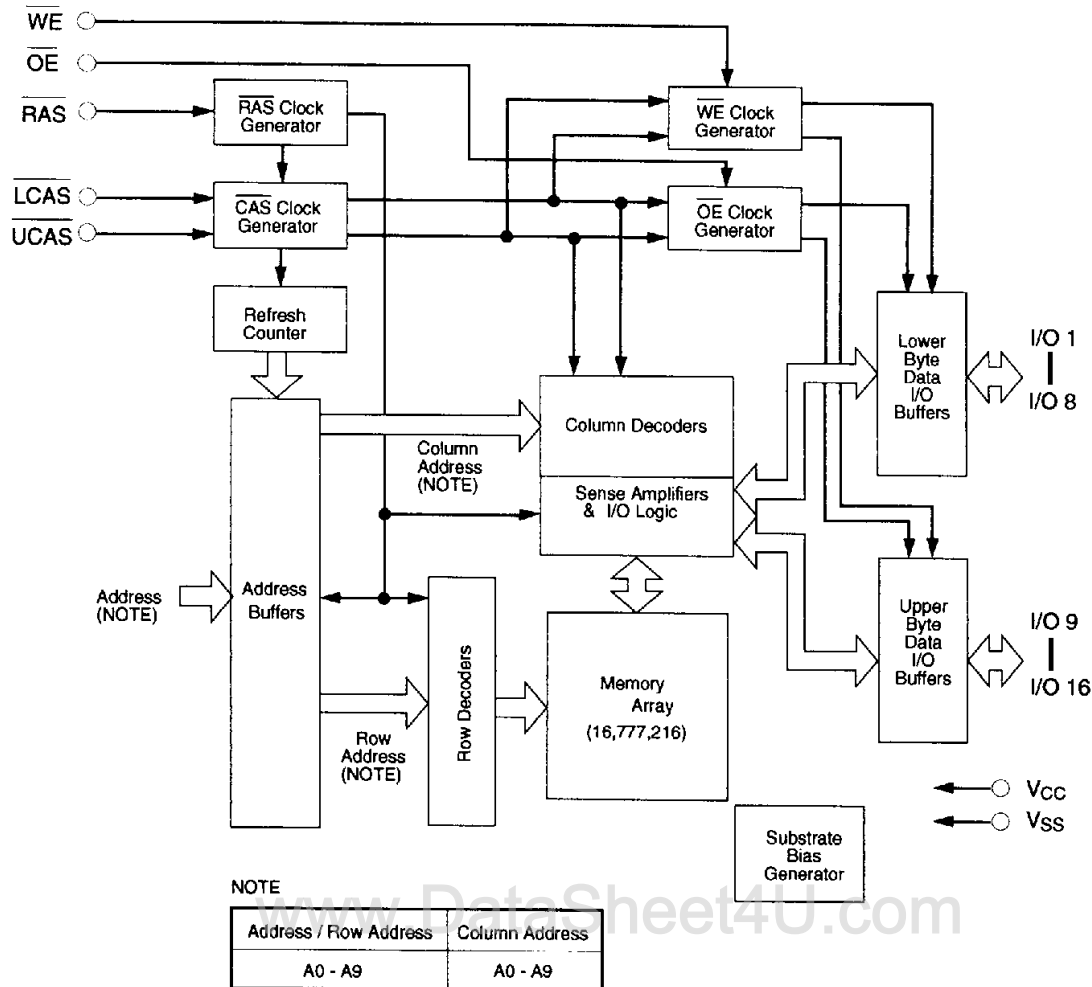 WE
OE
RAS
RAS Clock
Generator
WE Clock
Generator
LCAS
UCAS
CAS Clock
Generator
OE Clock
Generator
Refresh
Counter
Lower
Byte
Data
I/O
Buffers
I/O 1
I/O 8
Column Decoders
Column
Address
(NOTE)
Sense Amplifiers
& I/O Logic
Address
(NOTE)
Address
Buffers
Upper
Byte
Data
I/O
Buffers
I/O 9
I/O 16
Row Decoders
Memory
Array
(16,777,216)
Row
Address
(NOTE)
VCC
VSS
Substrate
Bias
Generator
NOTE
www.DataSheet4U.com
Address / Row Address Column Address
A0 - A9 A0 - A9